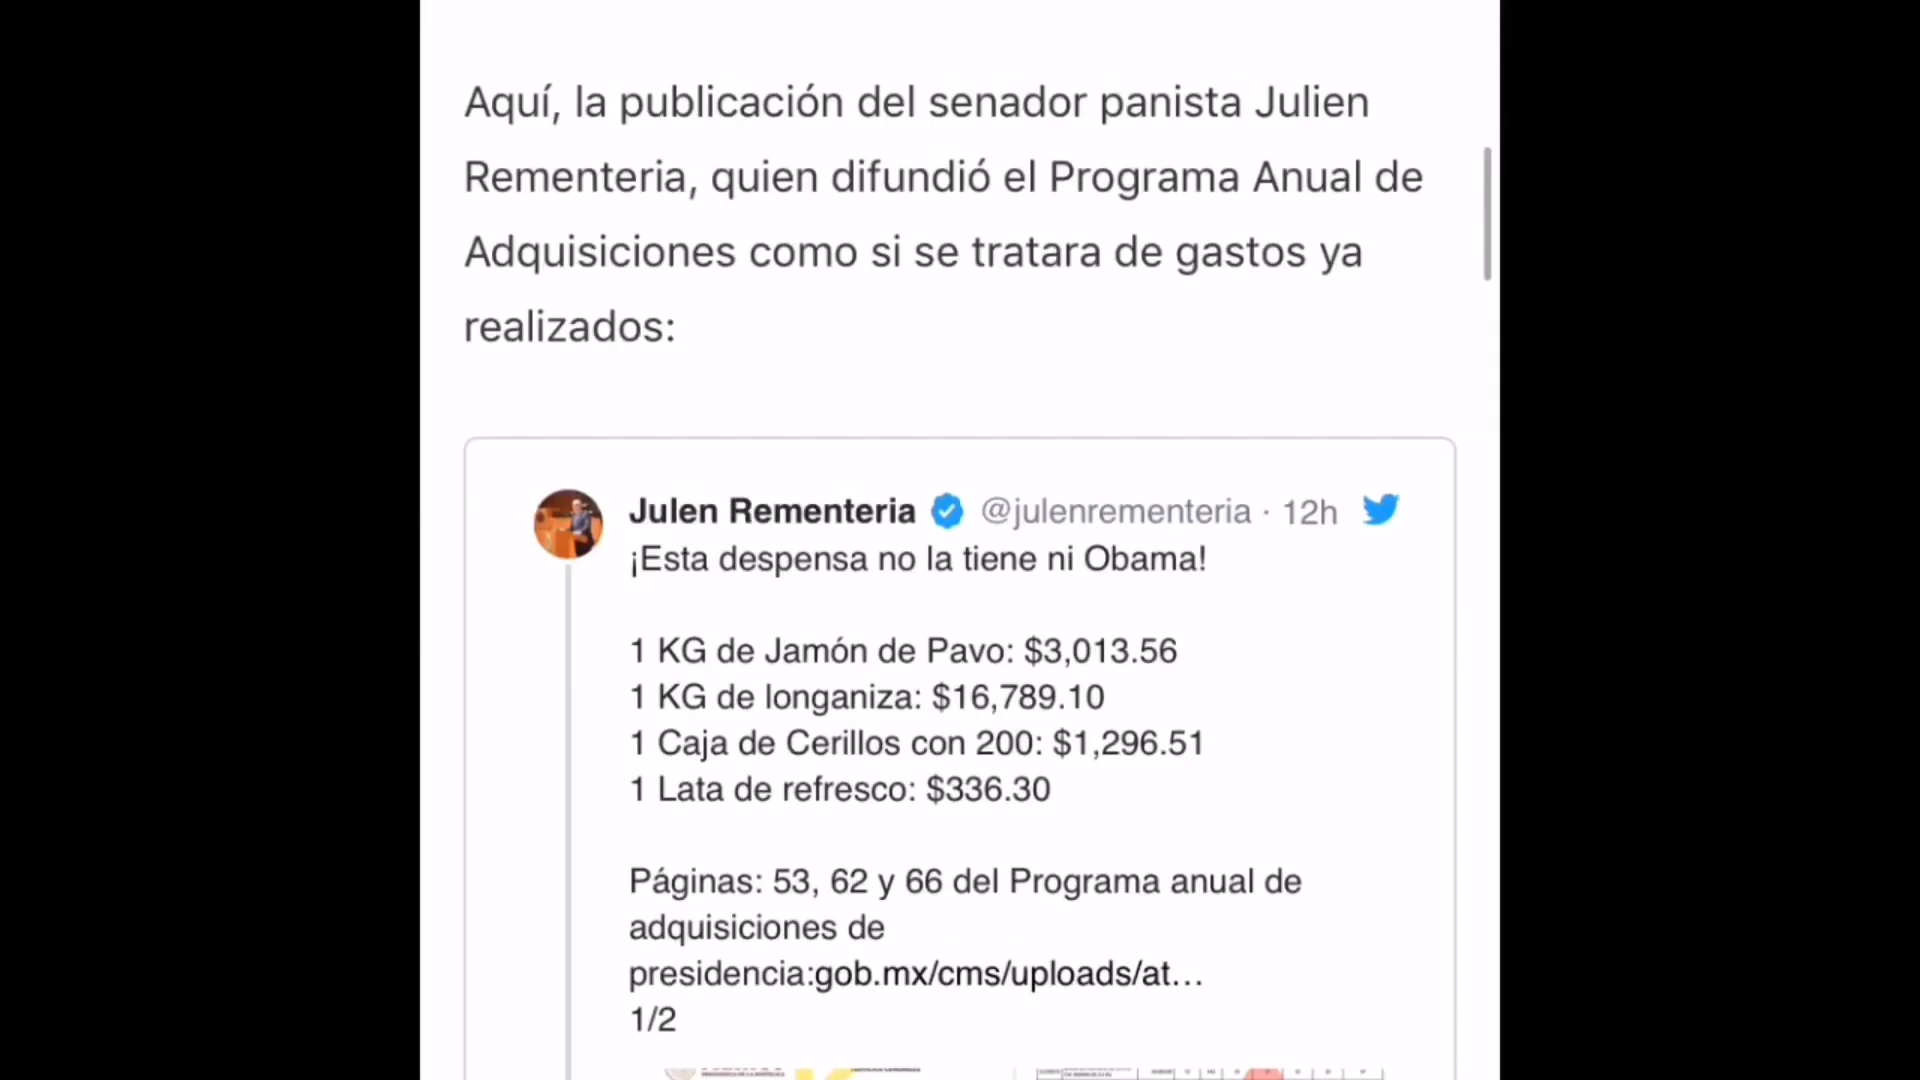 Aquí, la publicación del senador panista Julien
Rementeria, quien difundió el Programa Anual de
Adquisiciones como si se tratara de gastos ya
realizados:
Julen Rementeria @julenrementeria · 12h
¡Esta despensa no la tiene ni Obama!
1 KG de Jamón de Pavo: $3,013.56
1 KG de longaniza: $16,789.10
1 Caja de Cerillos con 200: $1,296.51
1 Lata de refresco: $336.30
Páginas: 53, 62 y 66 del Programa anual de
adquisiciones de
presidencia:gob.mx/cms/uploads/at…
1/2